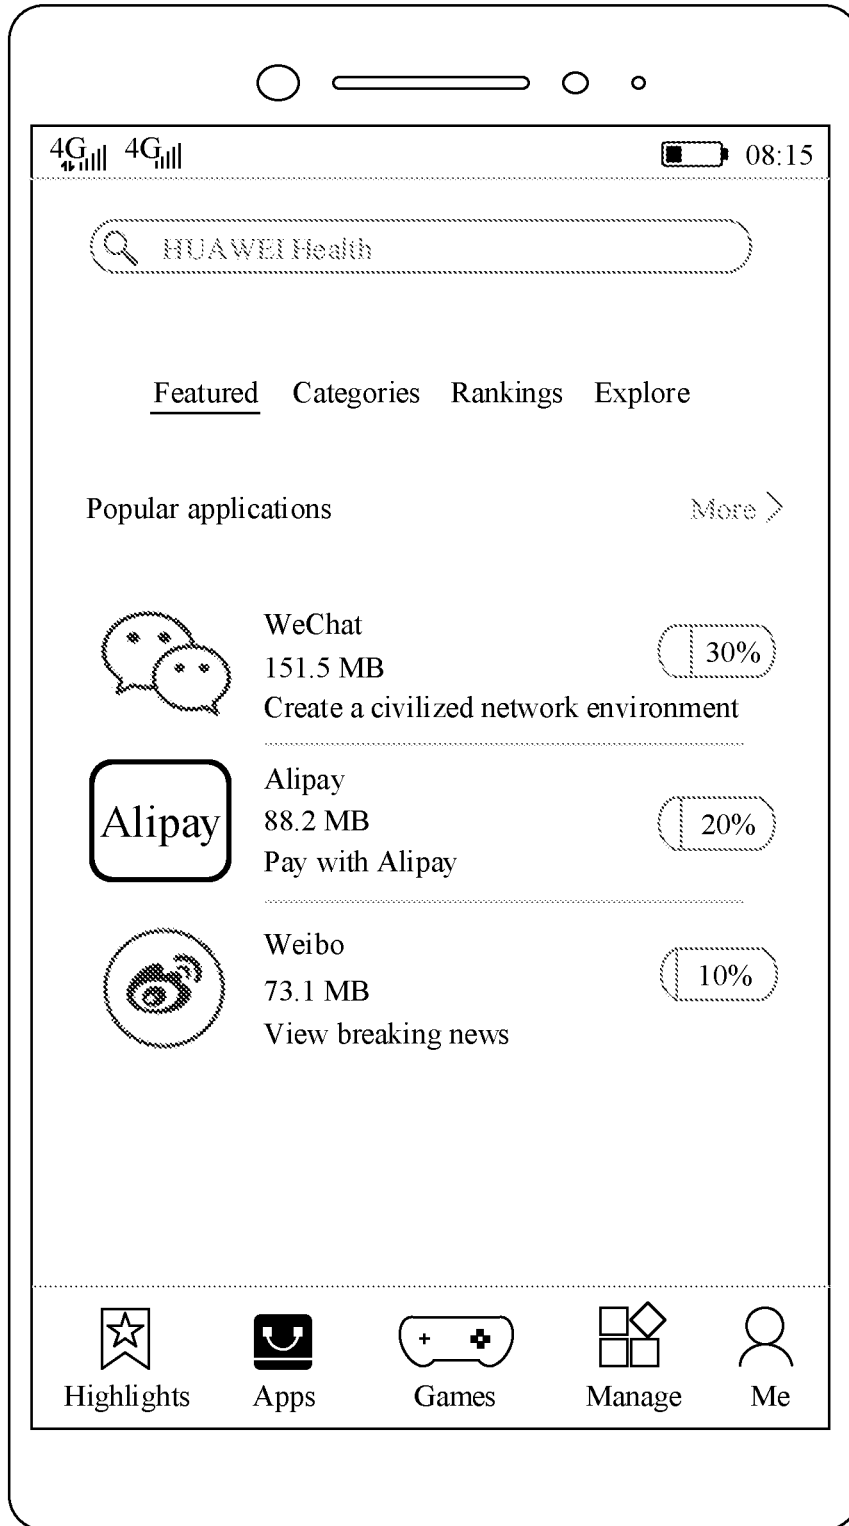 4G 4G 08:15
HUAWEI Health
Featured Categories Rankings Explore
Popular applications More
WeChat
151.5 MB
30%
Create a civilized network environment
Alipay
Alipay
88.2 MB
20%
Pay with Alipay
Weibo
73.1 MB
10%
View breaking news
Highlights Apps Games Manage Me